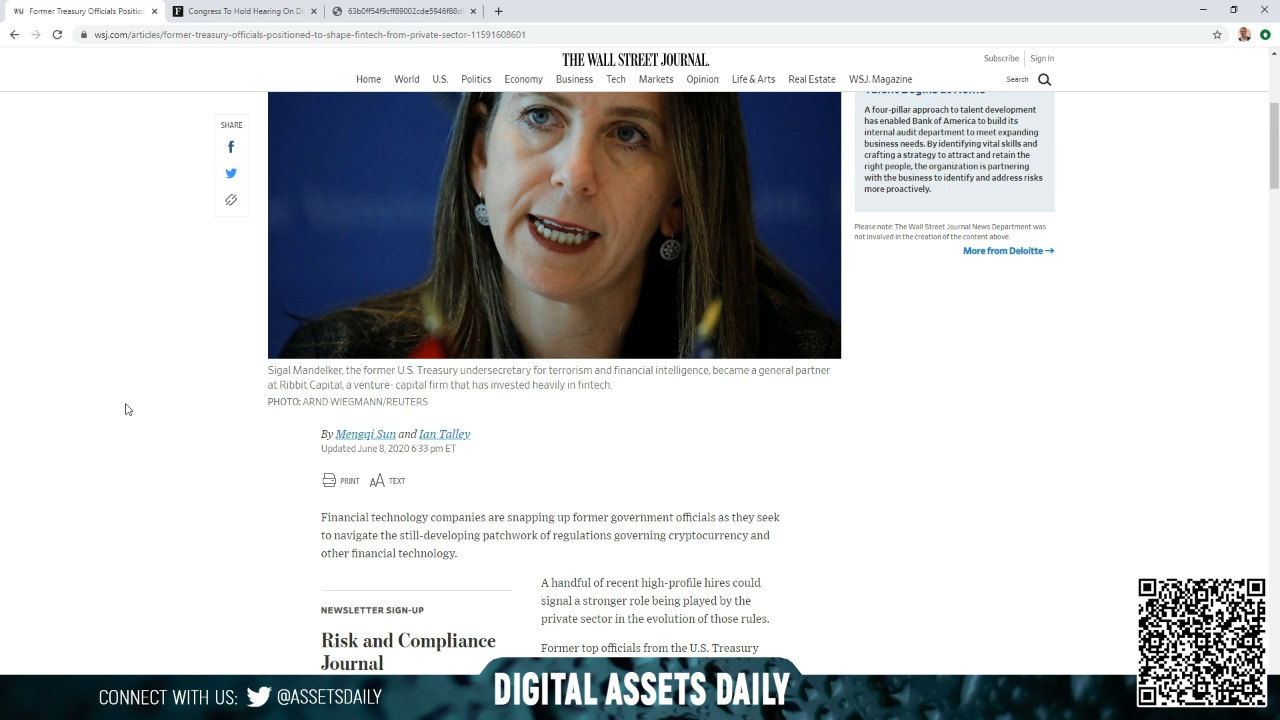 WSJ Former Treasury Officials Positio
Congress To Hold Hearing On Di
63b0ff54f9cff89002cde5946f88d
wsj.com/articles/former-treasury-officials-positioned-to-shape-fintech-from-private-sector-11591608601
THE WALL STREET JOURNAL.
Subscribe
Sign In
Home World U.S. Politics Economy Business Tech Markets Opinion Life & Arts Real Estate WSJ. Magazine
Search
SHARE
Talent Begins at Home
A four-pillar approach to talent development
has enabled Bank of America to build its
internal audit department to meet expanding
business needs. By identifying vital skills and
crafting a strategy to attract and retain the
right people, the organization is partnering
with the business to identify and address risks
more proactively.
Please note: The Wall Street Journal News Department was
not involved in the creation of the content above.
More from Deloitte →
Sigal Mandelker, the former U.S. Treasury undersecretary for terrorism and financial intelligence, became a general partner
at Ribbit Capital, a venture- capital firm that has invested heavily in fintech.
PHOTO: ARND WIEGMANN/REUTERS
By Mengqi Sun and Ian Talley
Updated June 8, 2020 6:33 pm ET
PRINT
AA TEXT
Financial technology companies are snapping up former government officials as they seek
to navigate the still-developing patchwork of regulations governing cryptocurrency and
other financial technology.
NEWSLETTER SIGN-UP
Risk and Compliance
Journal
A handful of recent high-profile hires could
signal a stronger role being played by the
private sector in the evolution of those rules.
Former top officials from the U.S. Treasury
CONNECT WITH US: @ASSETSDAILY
DIGITAL ASSETS DAILY